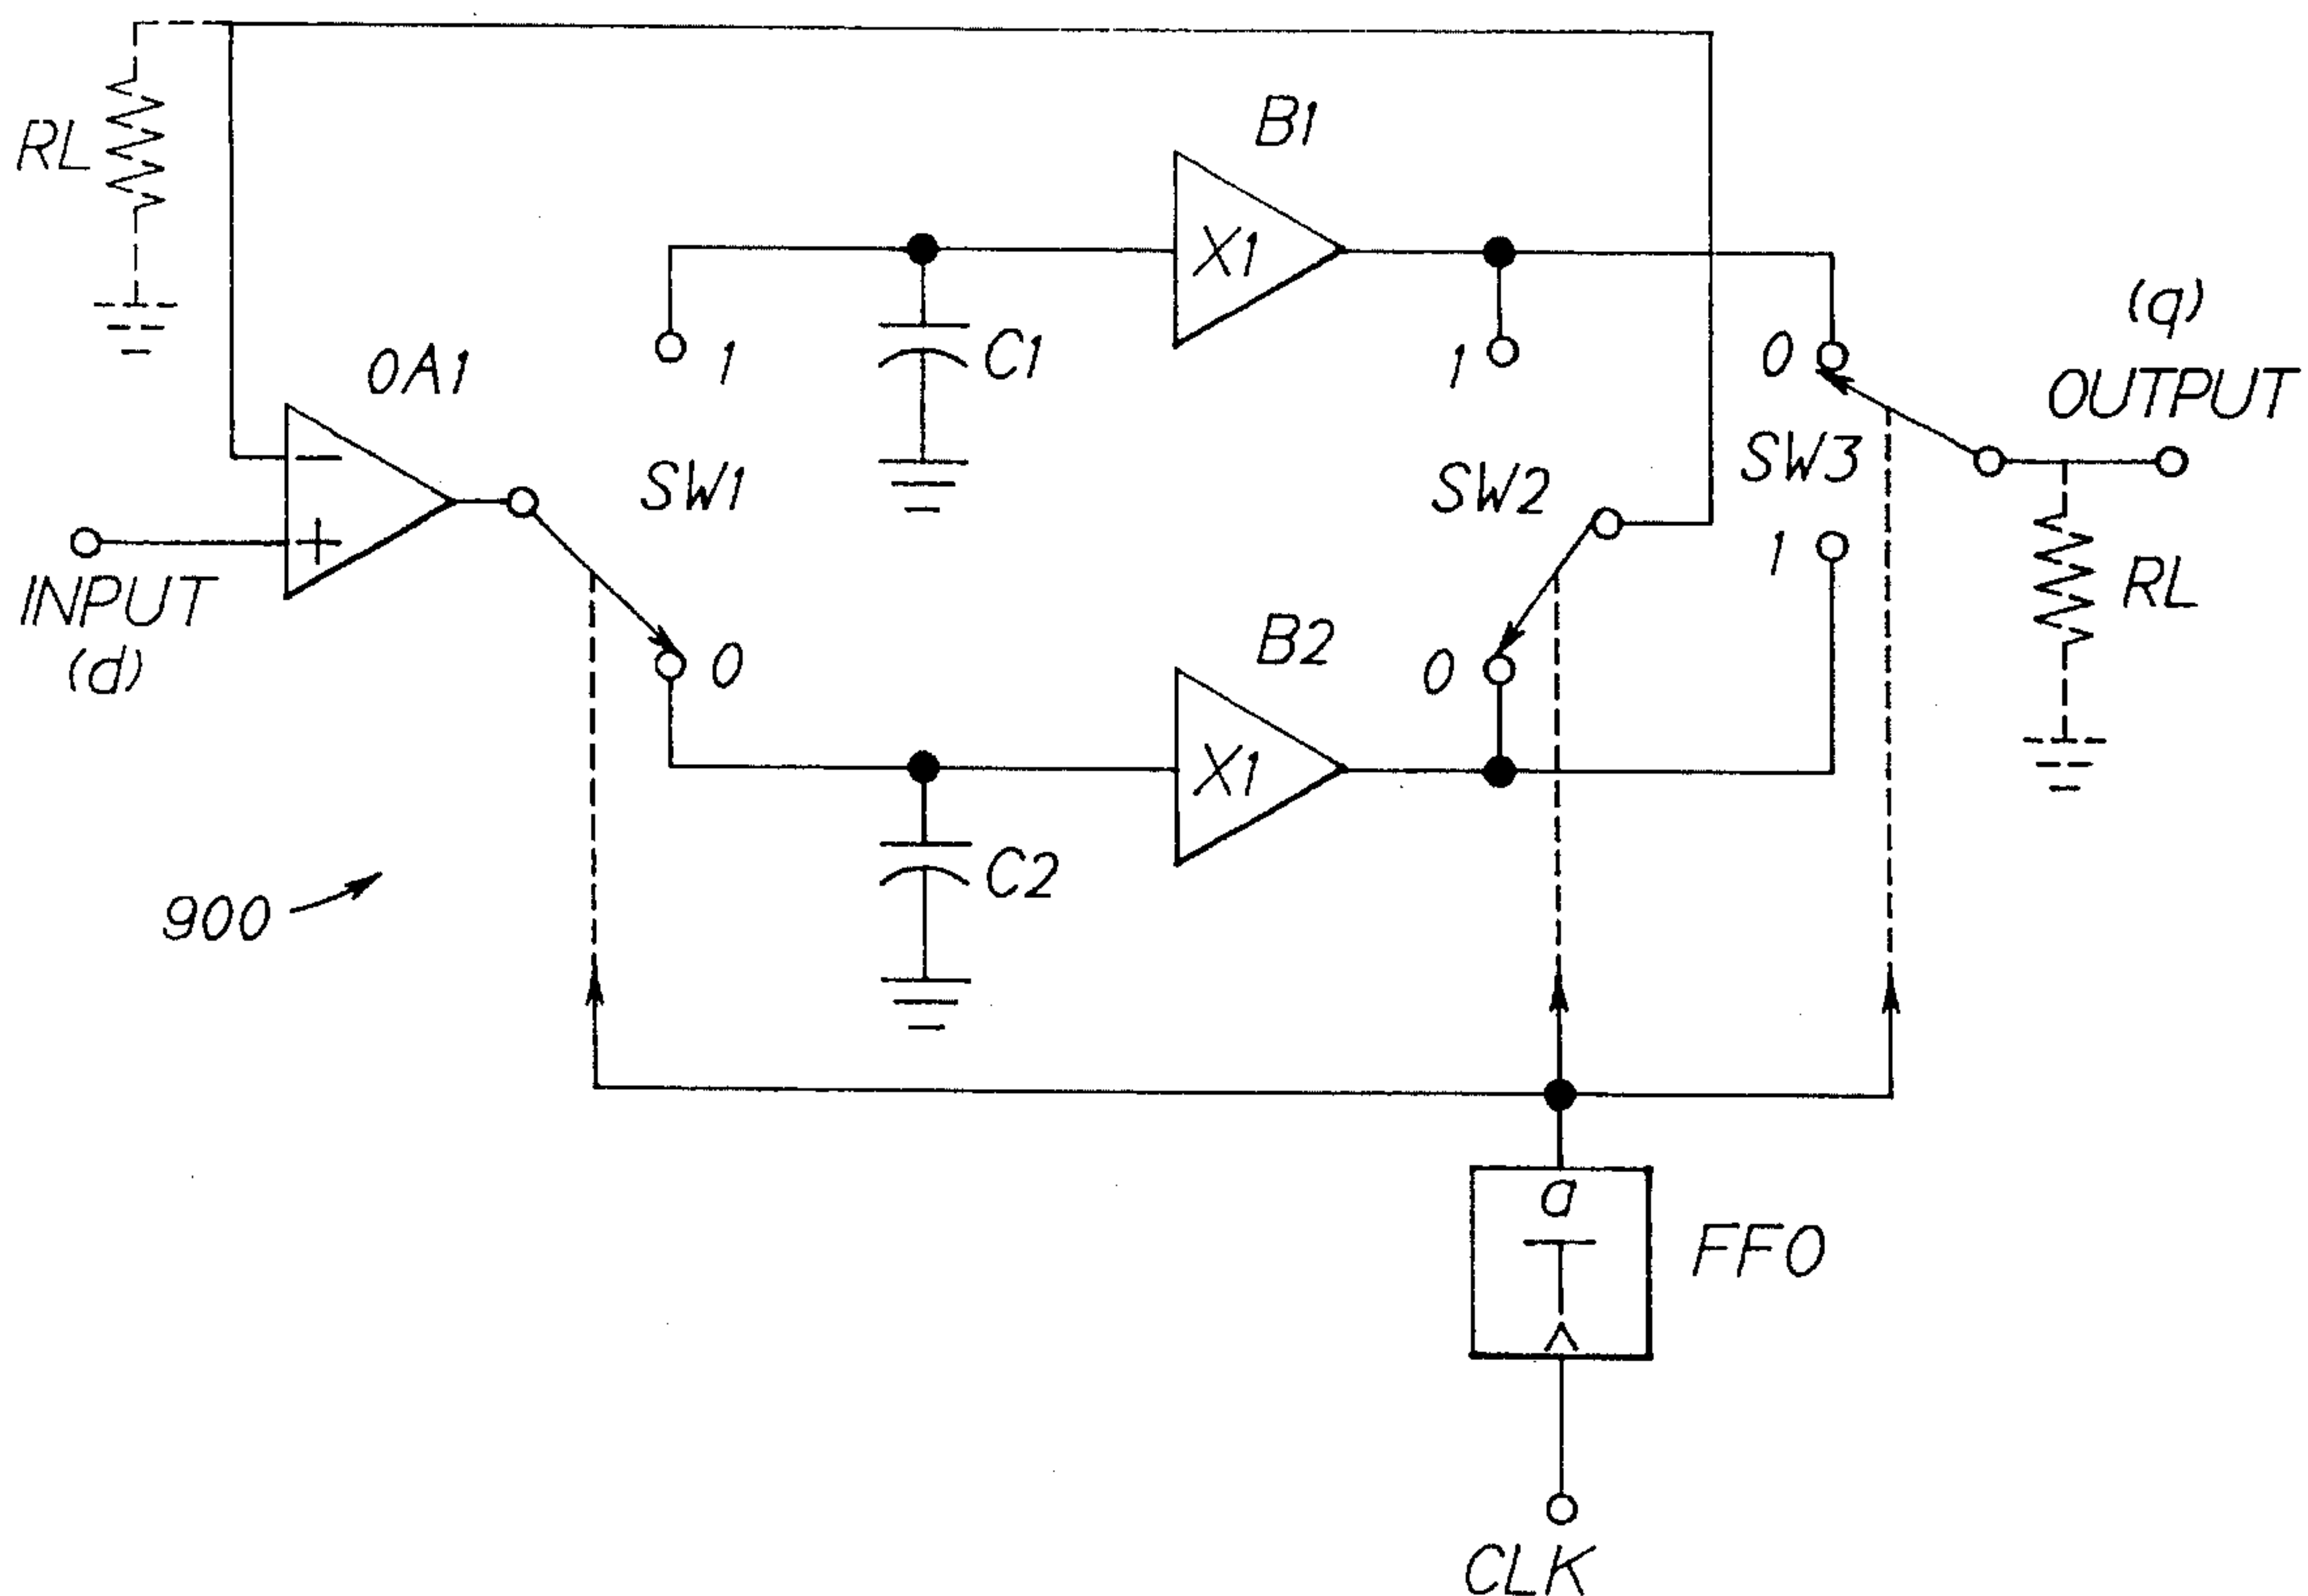 RL
B1
X1
(q)
OUTPUT
0A1
1
C1
1
0
SW1
SW2
SW3
−
+
INPUT
(d)
1
RL
0
B2
0
X1
C2
900
a
T
FF0
CLK